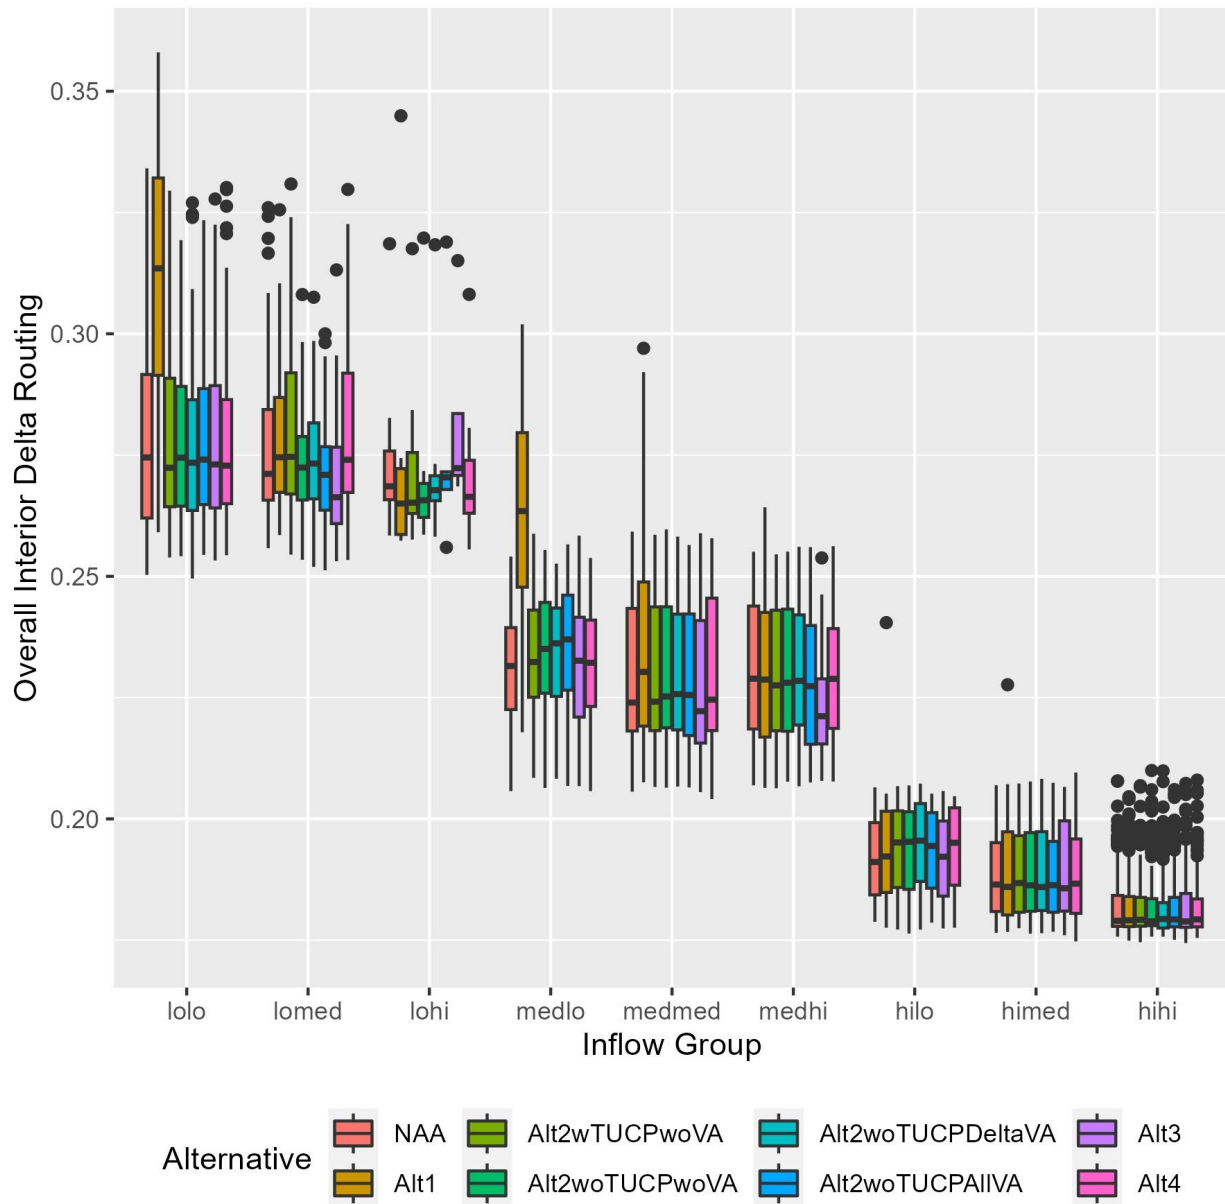 Overall Interior Delta Routing
0.35
0.30
0.25
0.20
lolo lomed lohi medlo medmed medhi hilo himed hihi
Inflow Group
Alternative
NAA Alt2wTUCPwoVA Alt2woTUCPDeltaVA Alt3
Alt1 Alt2woTUCPwoVA Alt2woTUCPAllVA Alt4